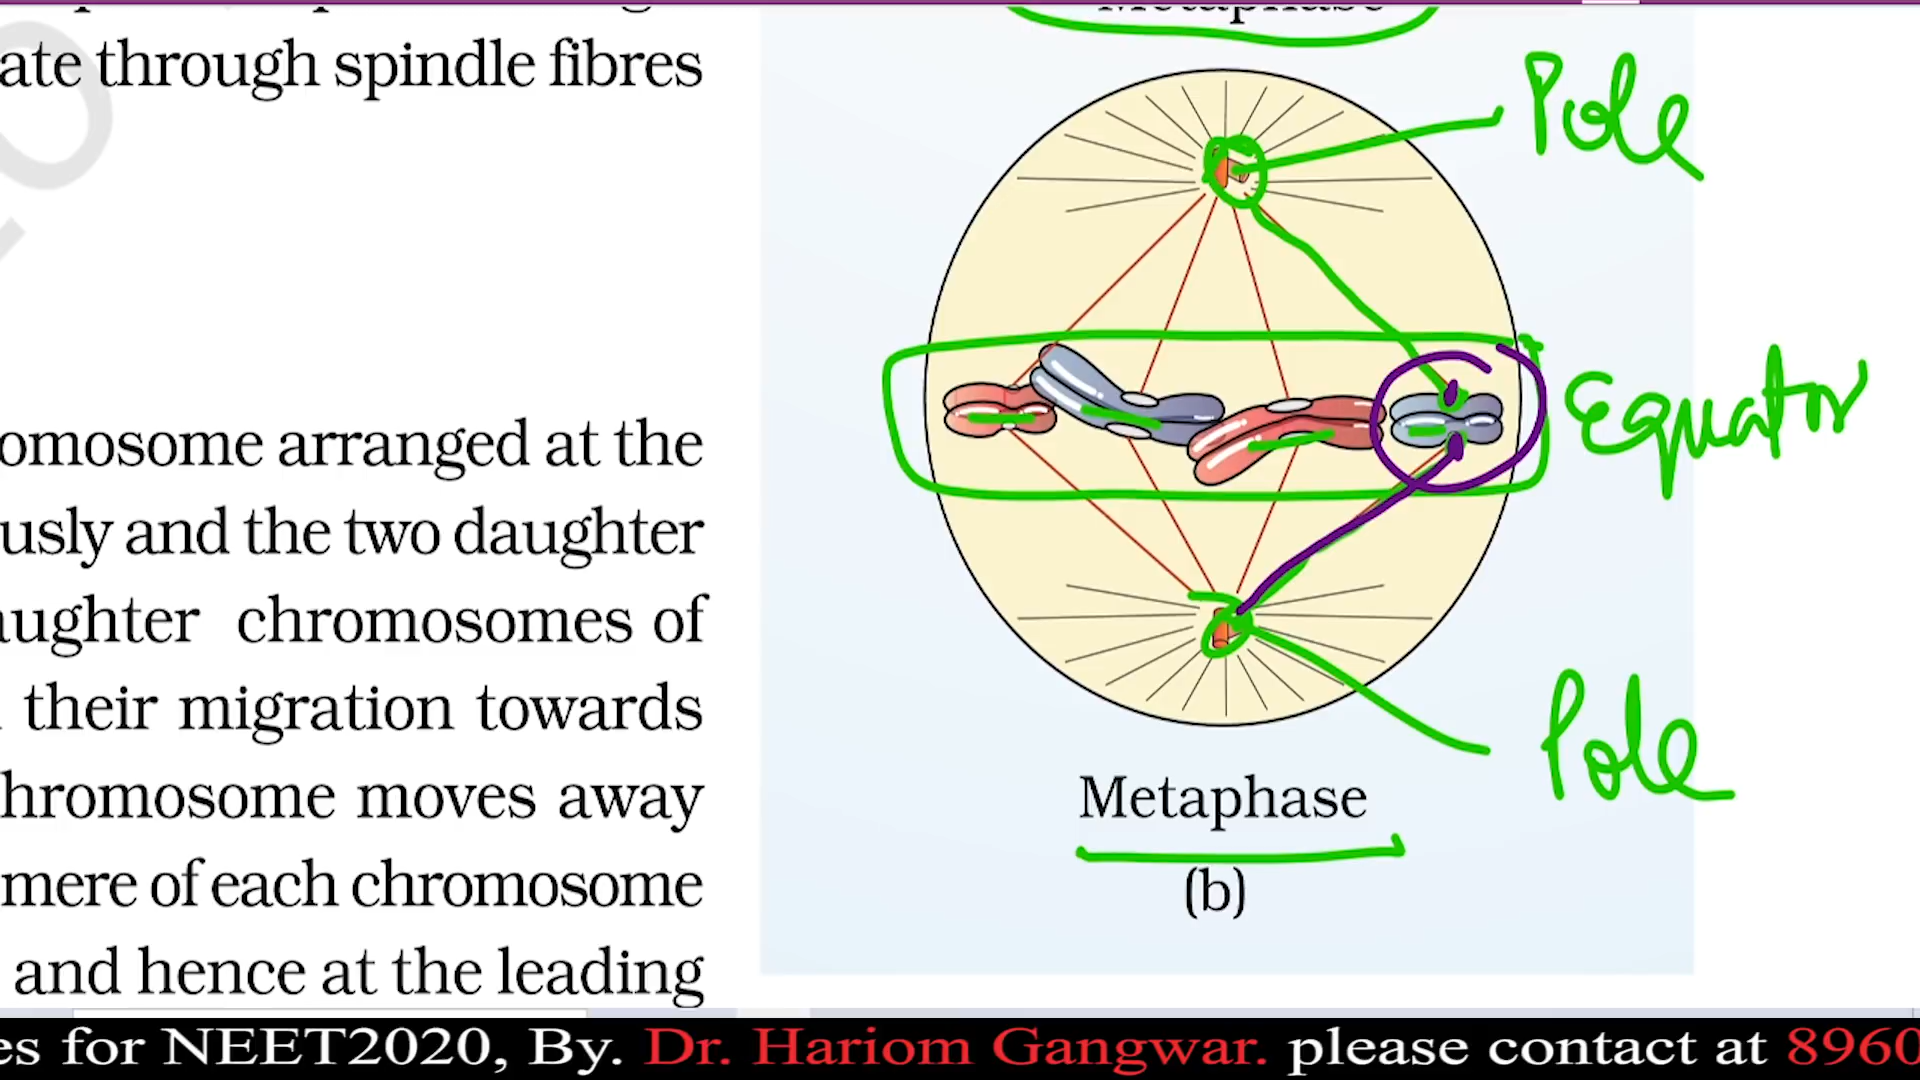 ate through spindle fibres
omosome arranged at the
usly and the two daughter
aughter chromosomes of
their migration towards
hromosome moves away
mere of each chromosome
and hence at the leading
Metaphase
Pole
Equator
Pole
Metaphase
(b)
es for NEET2020, By. Dr. Hariom Gangwar. please contact at 8960